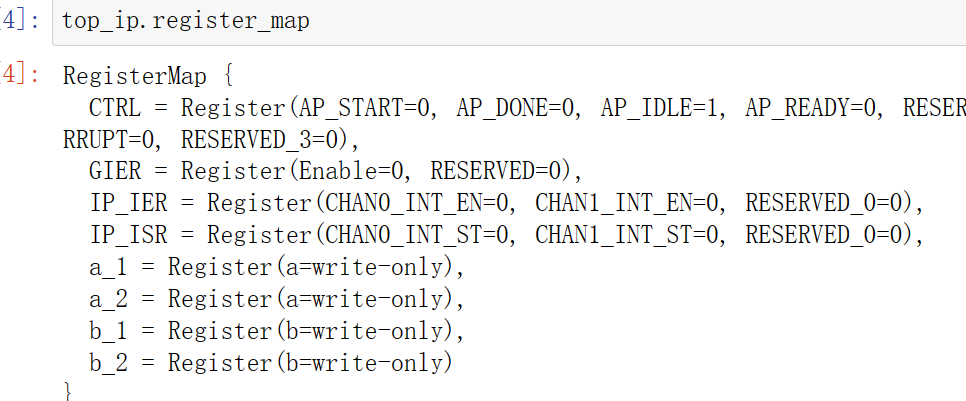 4]: top_ip.register_map
4]: RegisterMap {
CTRL = Register(AP_START=0, AP_DONE=0, AP_IDLE=1, AP_READY=0, RESER
RRUPT=0, RESERVED_3=0),
GIER = Register(Enable=0, RESERVED=0),
IP_IER = Register(CHAN0_INT_EN=0, CHAN1_INT_EN=0, RESERVED_0=0),
IP_ISR = Register(CHAN0_INT_ST=0, CHAN1_INT_ST=0, RESERVED_0=0),
a_1 = Register(a=write-only),
a_2 = Register(a=write-only),
b_1 = Register(b=write-only),
b_2 = Register(b=write-only)
}